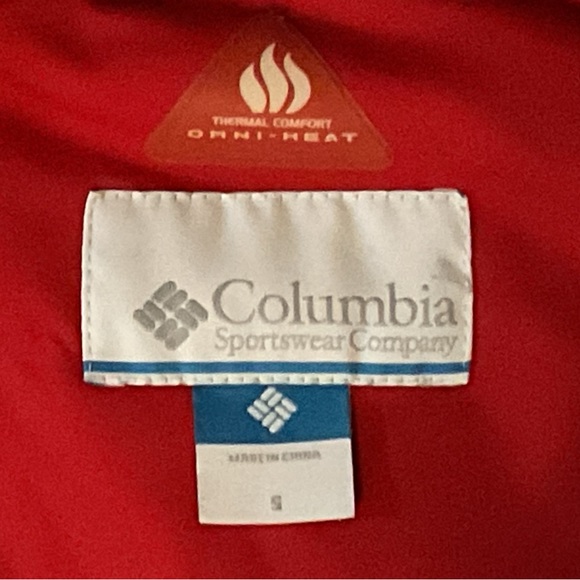 THERMAL COMFORT
OMNI-HEAT
Columbia
Sportswear Company
MADE IN CHINA
S